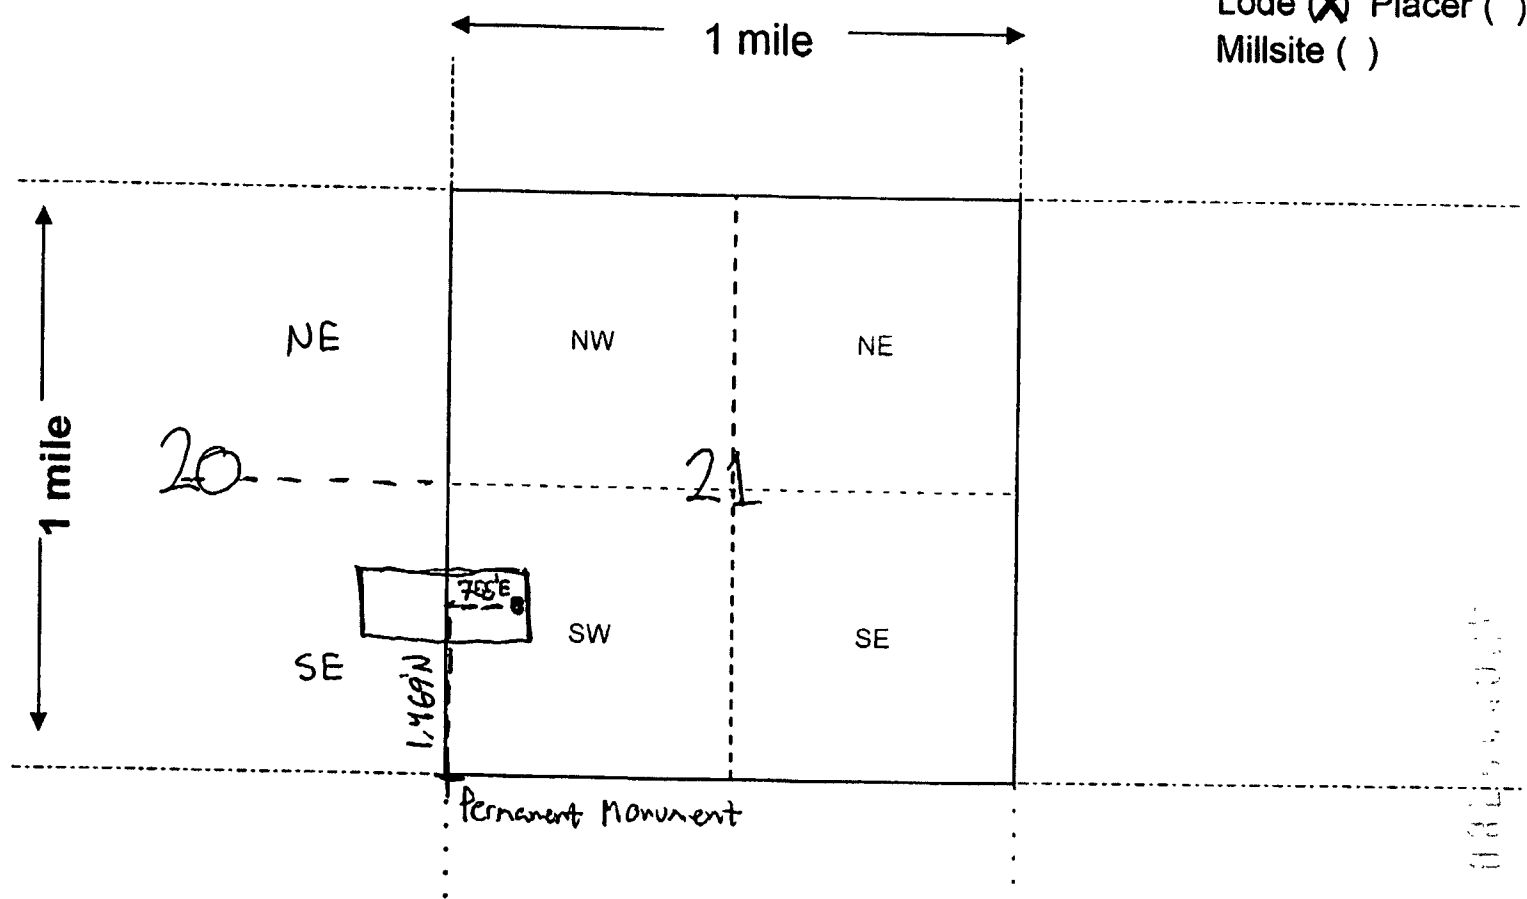 Lode (X) Placer ( )
Millsite ( )
1 mile
1 mile
NE
NW
NE
20
21
SE
SW
SE
1,469'N
Permanent Monument